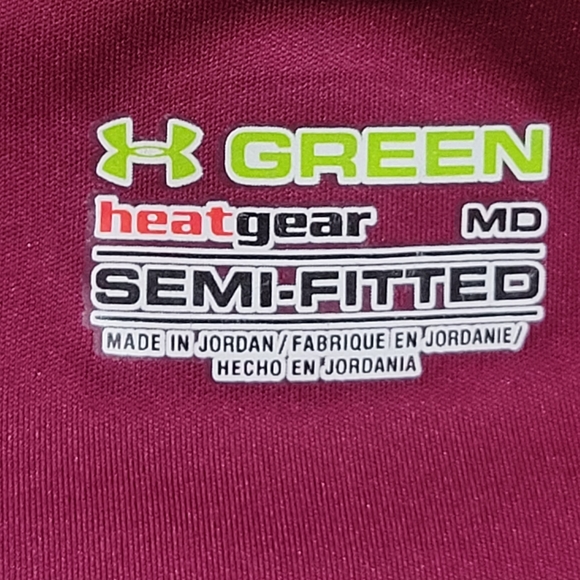 GREEN
heatgear MD
SEMI-FITTED
MADE IN JORDAN/FABRIQUE EN JORDANIE/
HECHO EN JORDANIA